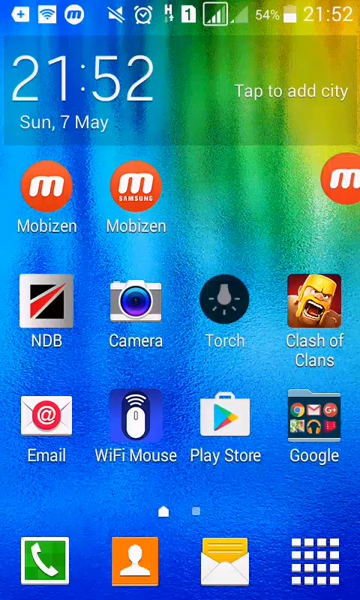 H 1 54% 21:52
21:52
Tap to add city
Sun, 7 May
m m m
SAMSUNG
Mobizen Mobizen
NDB Camera Torch Clash of
Clans
Email WiFi Mouse Play Store Google